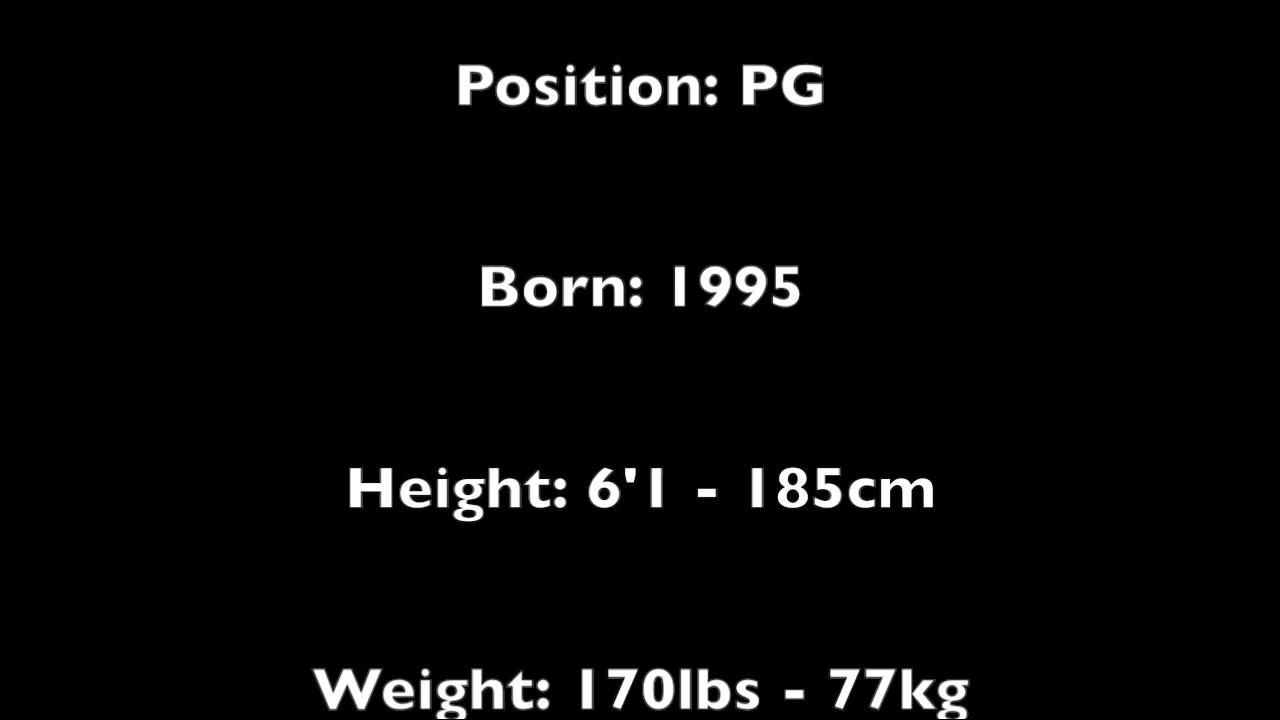 Position: PG
Born: 1995
Height: 6'1 - 185cm
Weight: 170lbs - 77kg